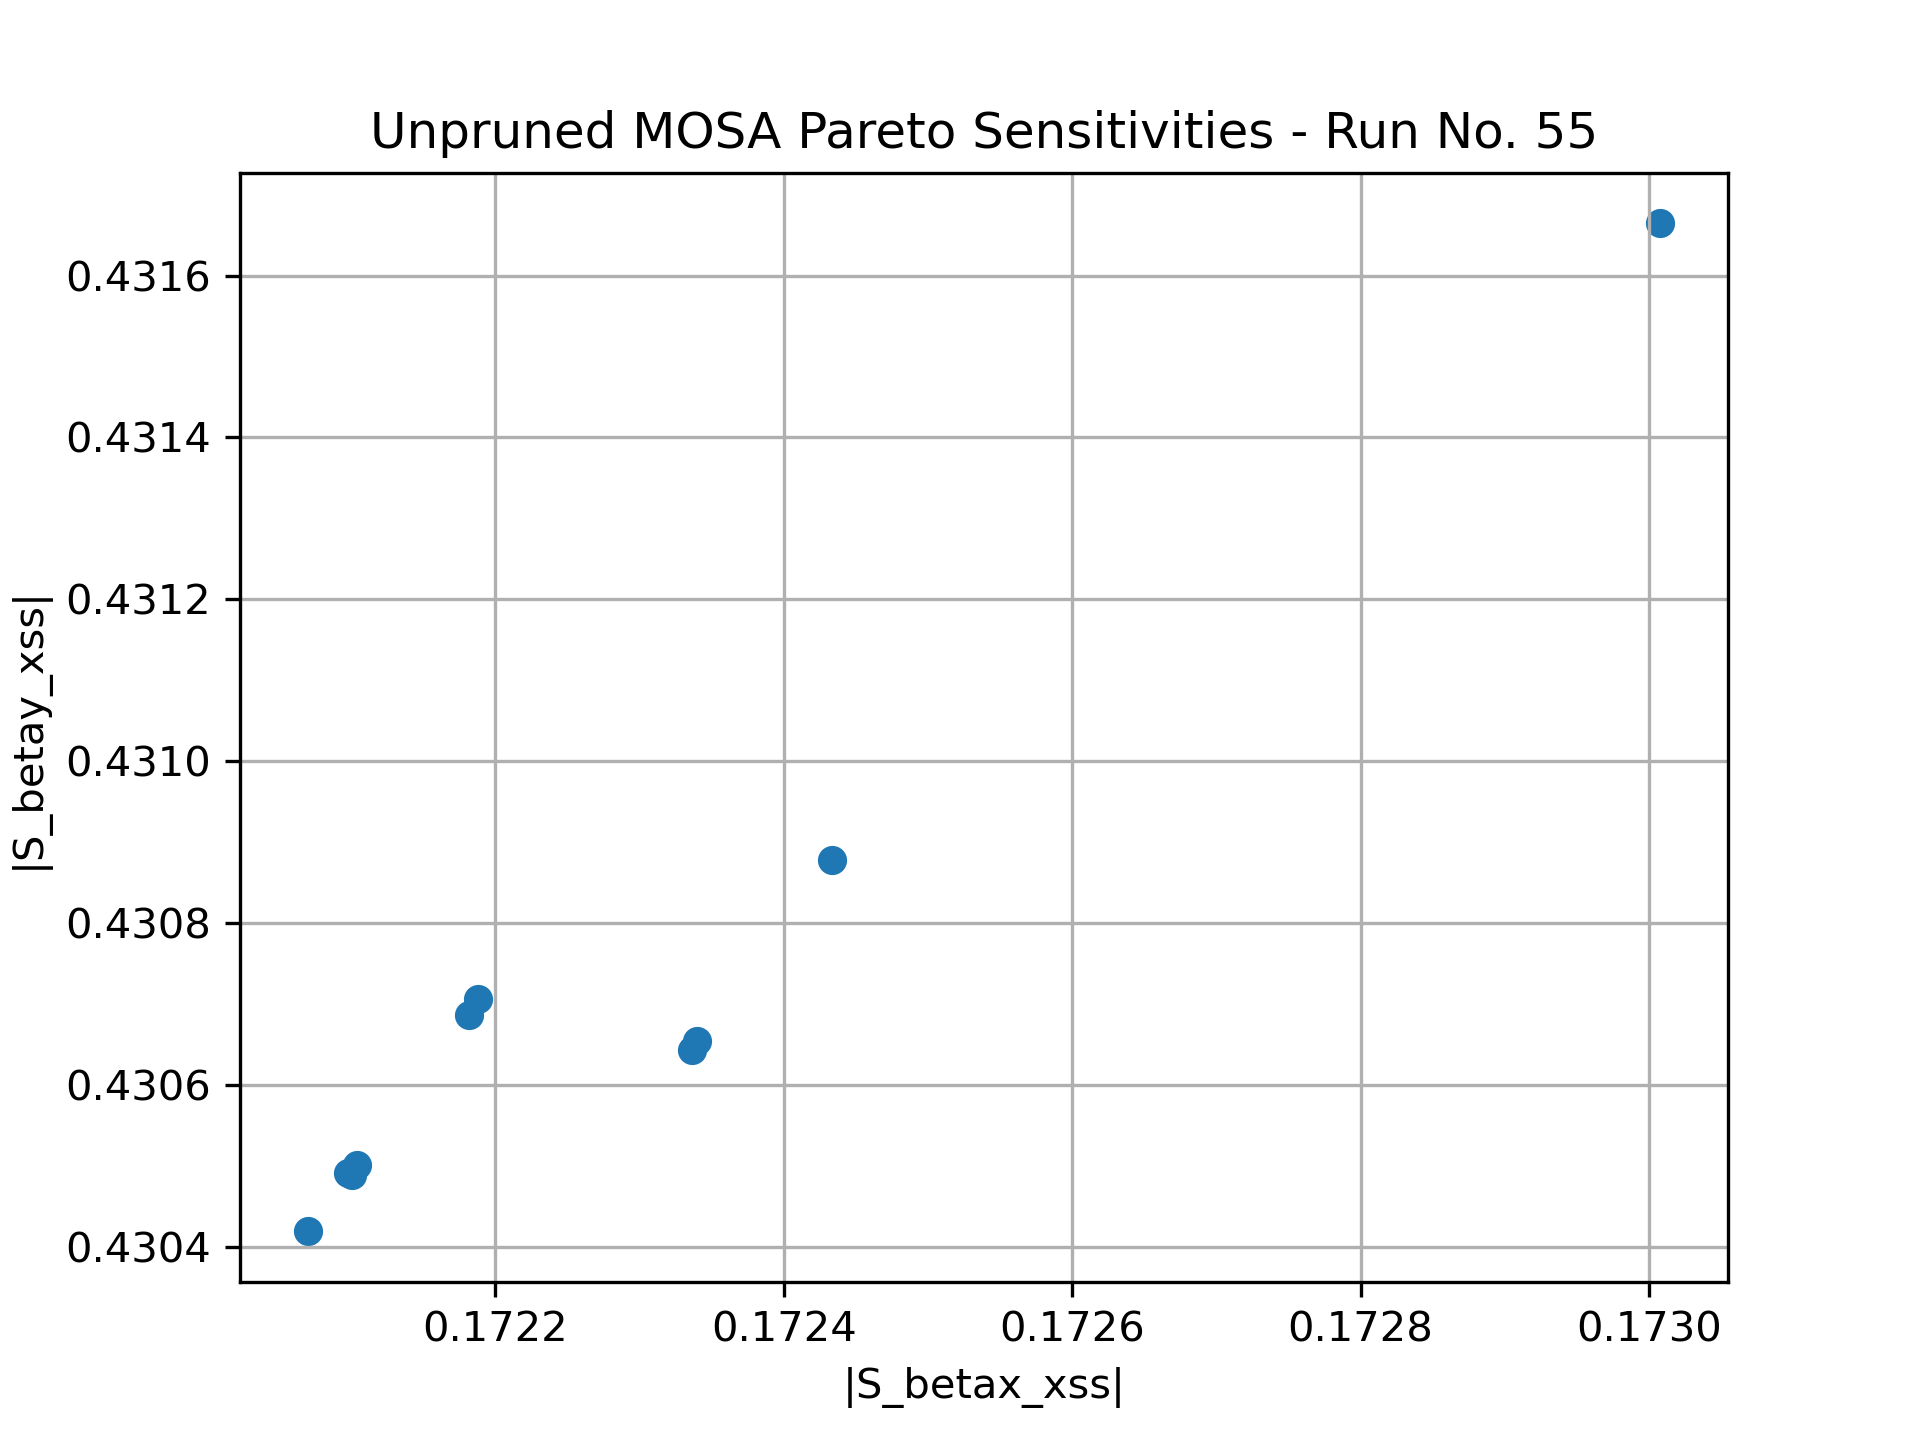 Unpruned MOSA Pareto Sensitivities - Run No. 55
0.4316
0.4314
0.4312
0.4310
0.4308
0.4306
0.4304
|S_betay_xss|
0.1722 0.1724 0.1726 0.1728 0.1730
|S_betax_xss|